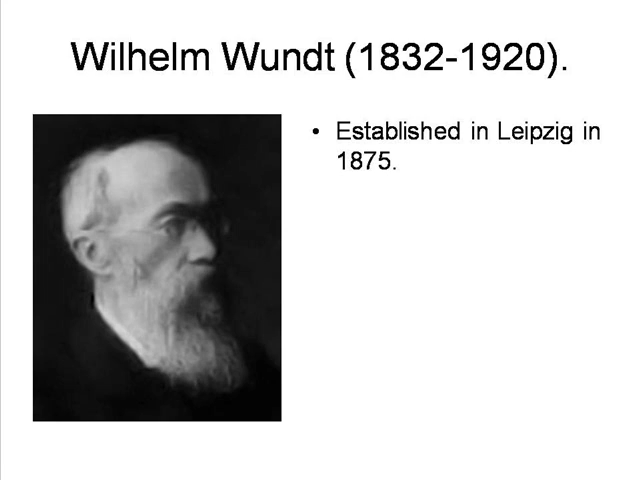 Wilhelm Wundt (1832-1920).
• Established in Leipzig in
1875.